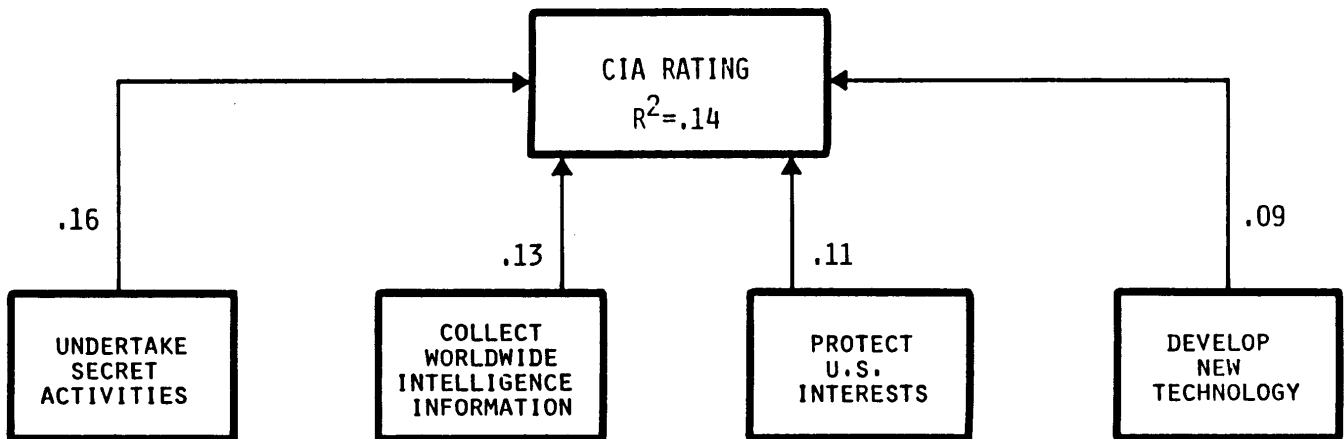 CIA RATING
R²=.14
.16
.13
.11
.09
UNDERTAKE
SECRET
ACTIVITIES
COLLECT
WORLDWIDE
INTELLIGENCE
INFORMATION
PROTECT
U.S.
INTERESTS
DEVELOP
NEW
TECHNOLOGY